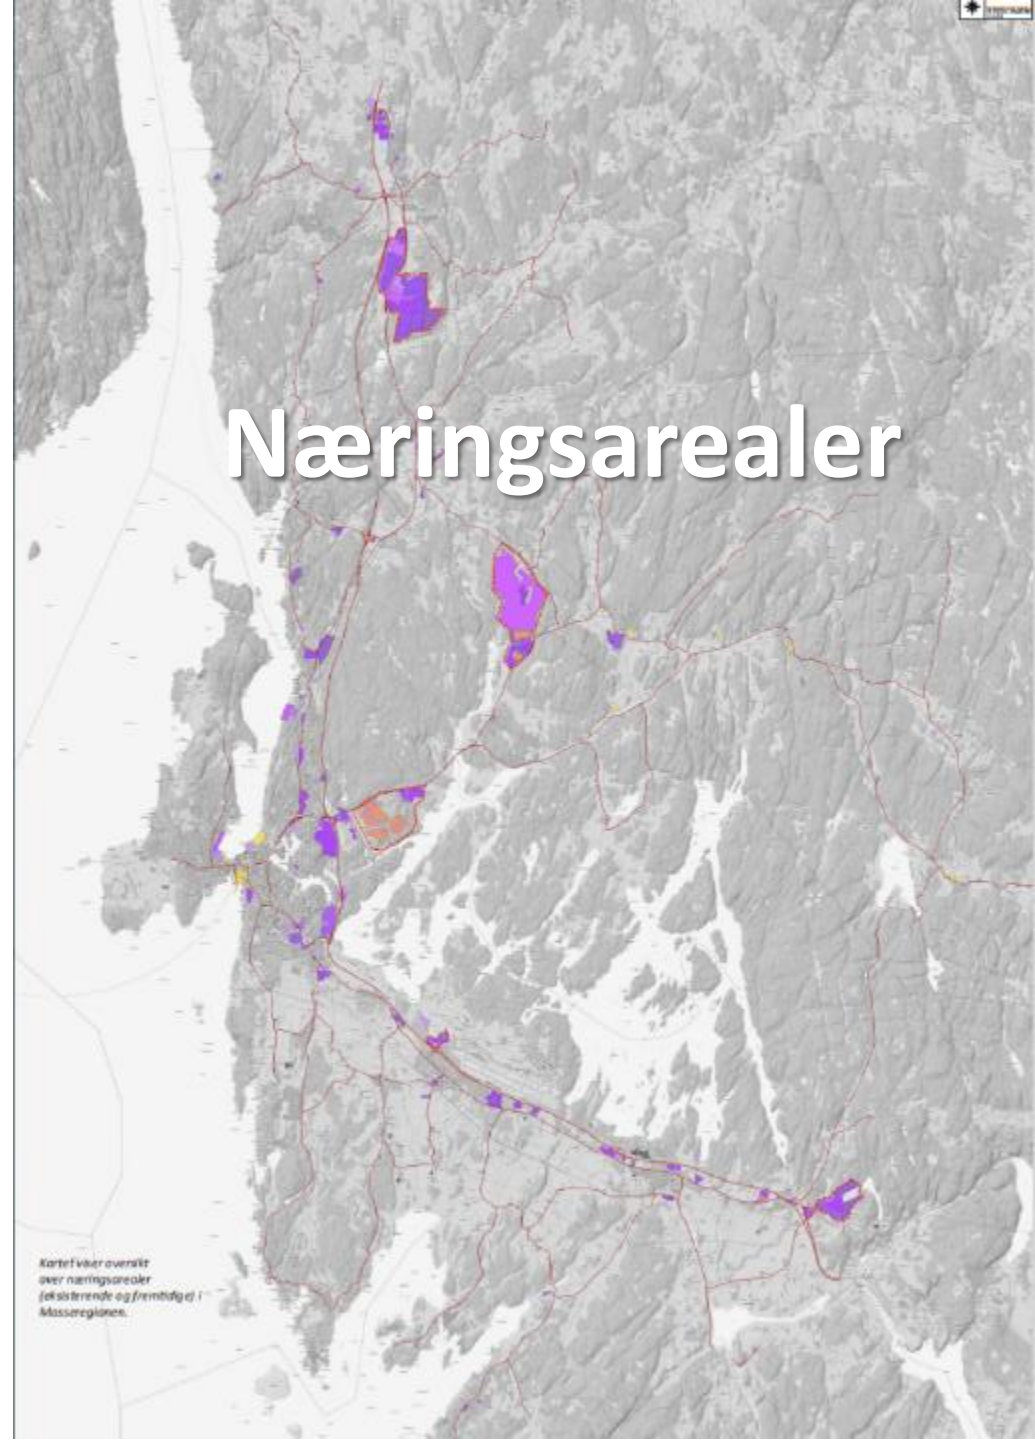 Næringsarealer
Kartet viser oversikt
over næringsarealer
(eksisterende og fremtidige) i
Mosseregionen.